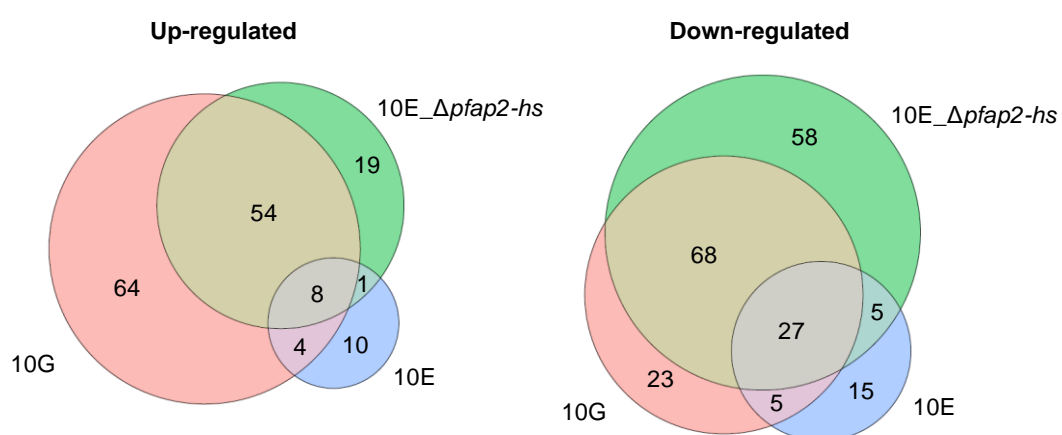 Up-regulated
10E_Δpfap2-hs
19
54
64
8
1
4
10
10G
10E
Down-regulated
10E_Δpfap2-hs
58
68
5
27
23
5
15
10G
10E